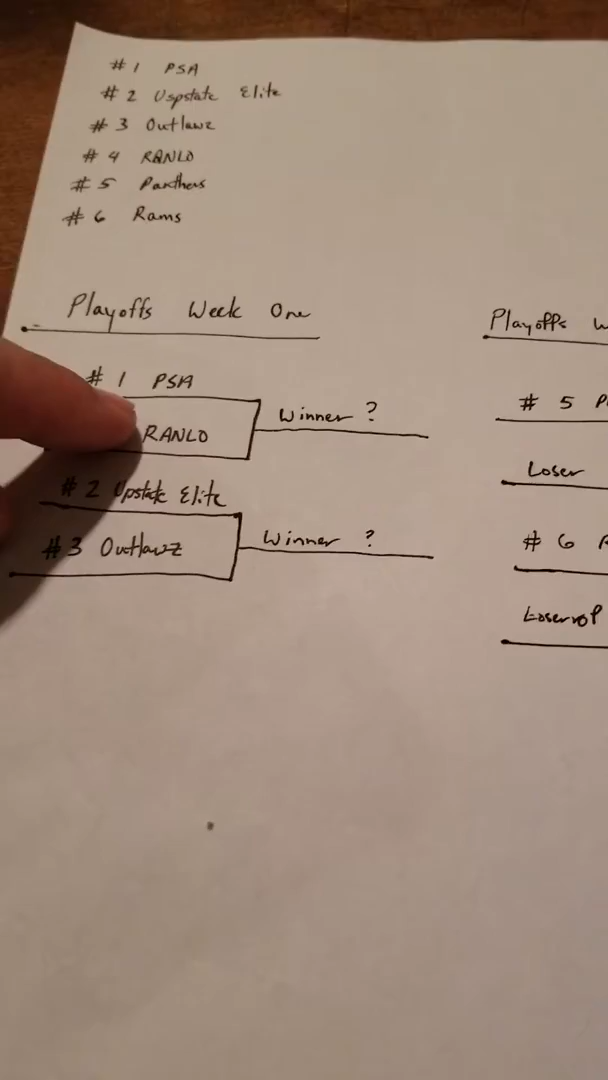 #1 PSA
#2 Uspstate Elite
#3 Outlawz
#4 RANLO
#5 Panthers
#6 Rams
Playoffs Week One
#1 PSA
RANLO
Winner ?
#2 Upstate Elite
#3 Outlawz
Winner ?
Playoffs
#5
Loser
#6
Loser of